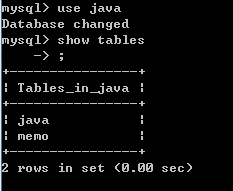 mysql> use java
Database changed
mysql> show tables
    -> ;
+----------------+
¦ Tables_in_java ¦
+----------------+
¦ java           ¦
¦ memo           ¦
+----------------+
2 rows in set (0.00 sec)